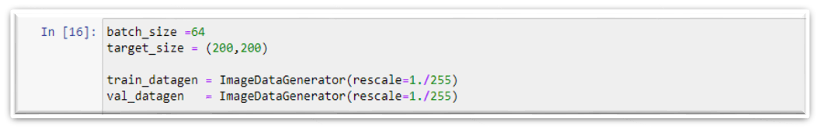 In [16]: batch_size =64
target_size = (200,200)
train_datagen = ImageDataGenerator(rescale=1./255)
val_datagen   = ImageDataGenerator(rescale=1./255)